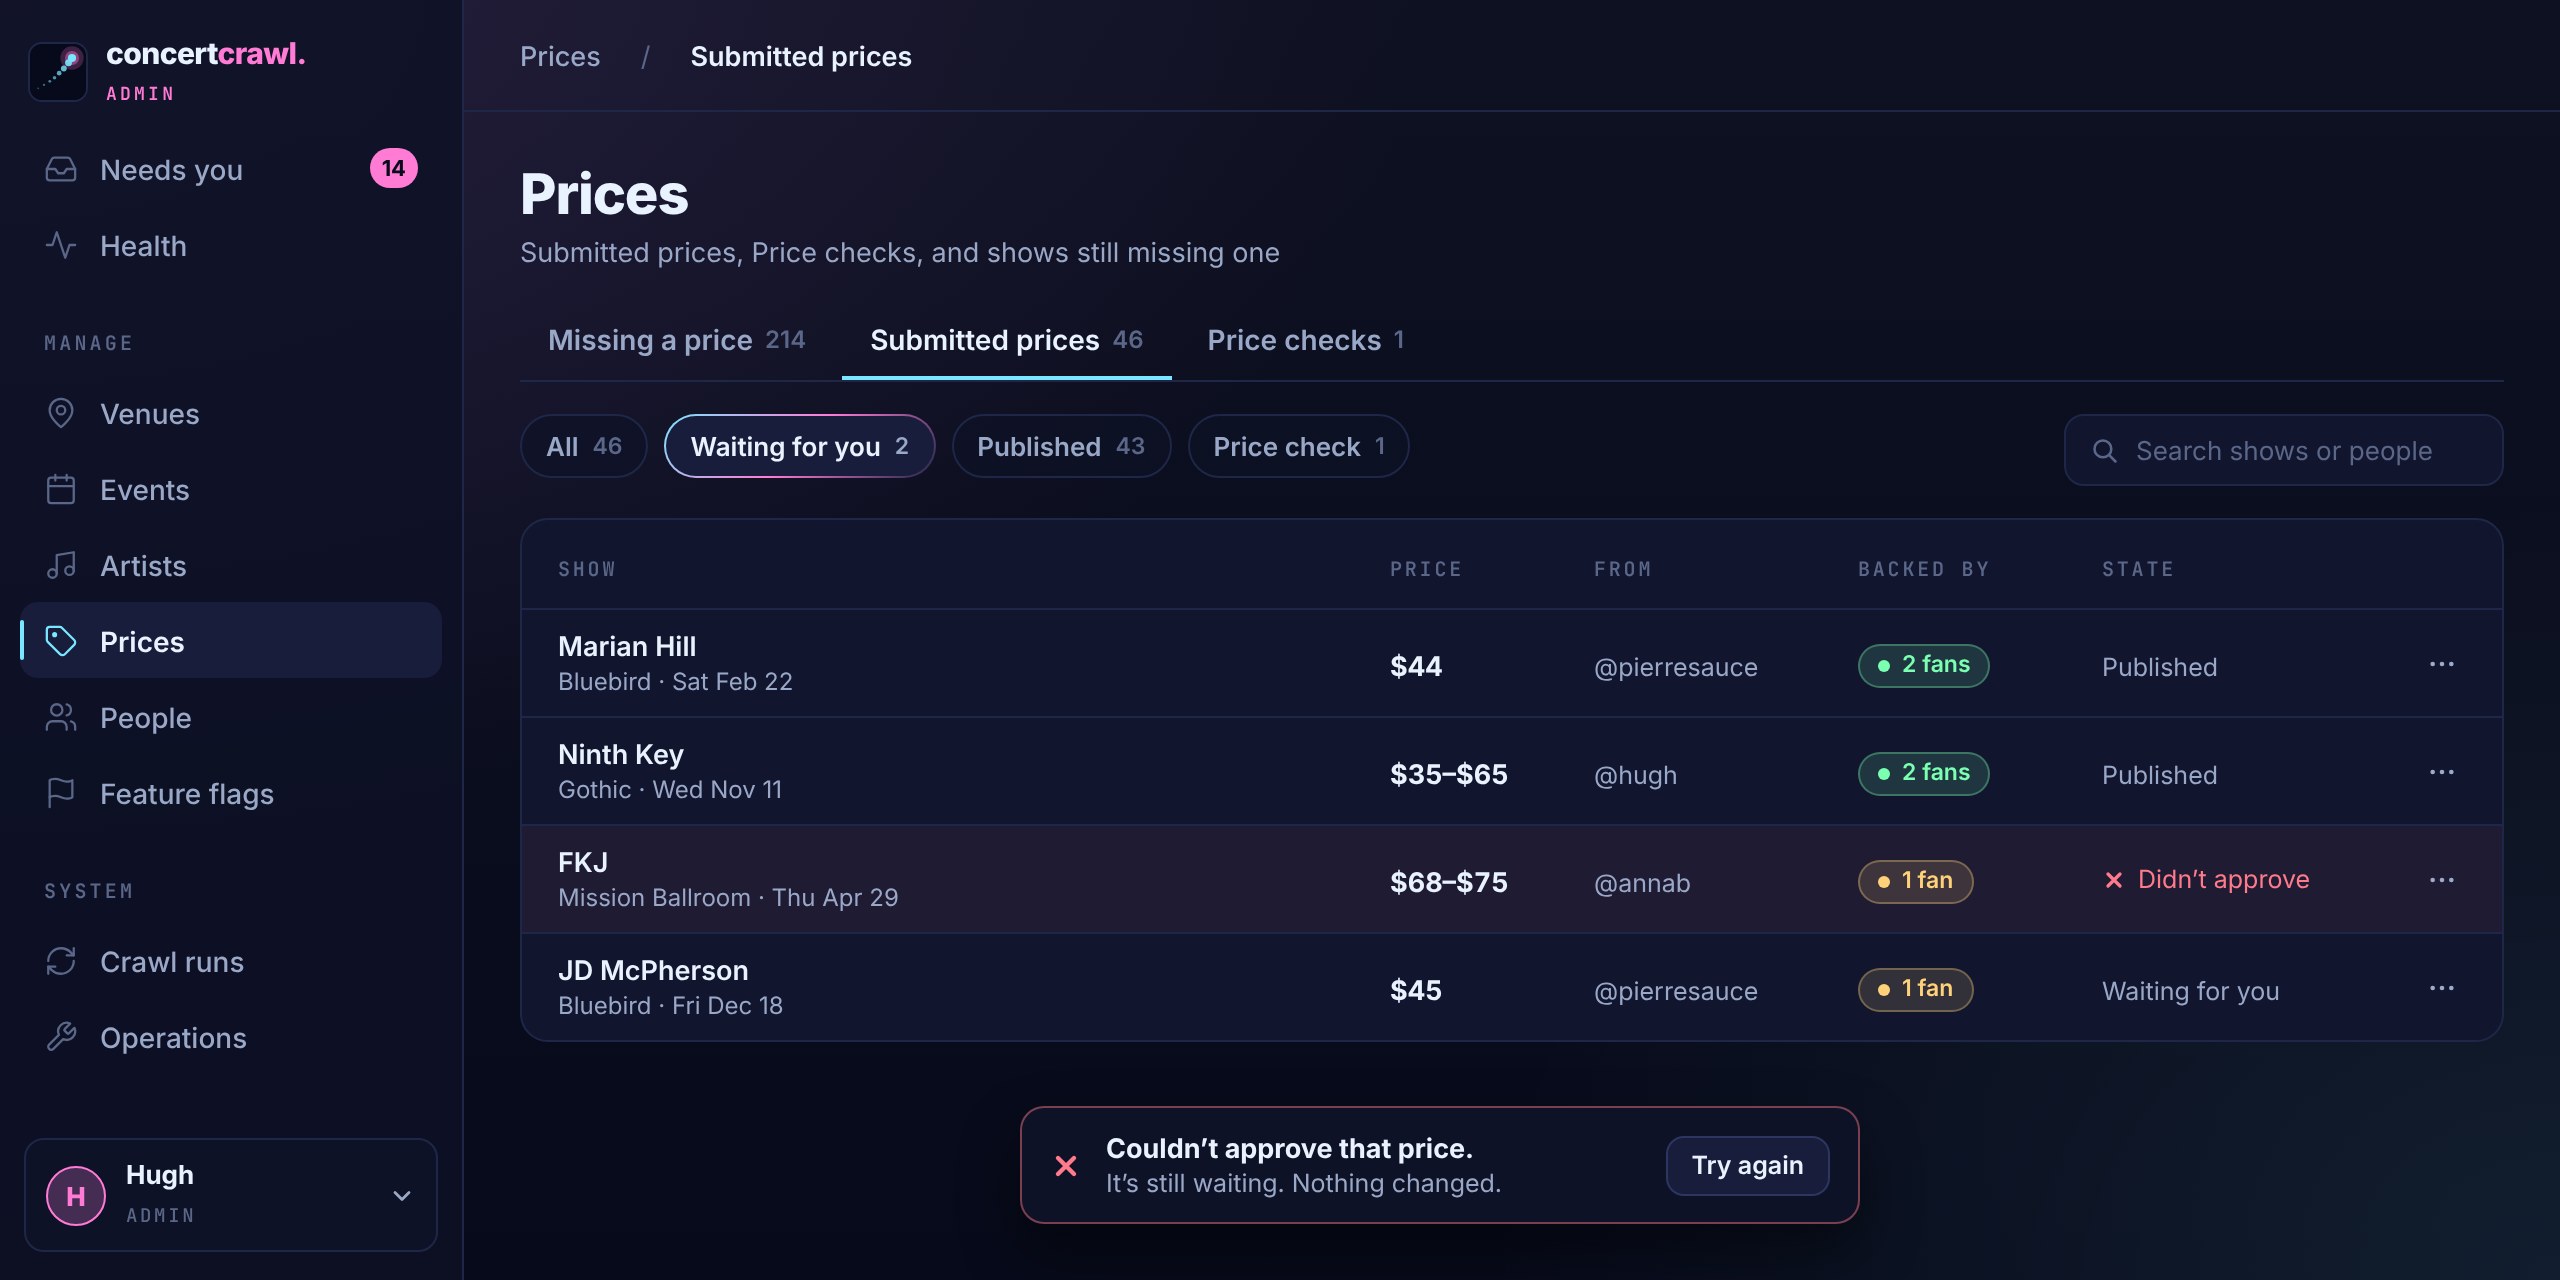 concertcrawl.
ADMIN
Needs you 14
Health
MANAGE
Venues
Events
Artists
Prices
People
Feature flags
SYSTEM
Crawl runs
Operations
H Hugh
ADMIN
Prices / Submitted prices
Prices
Submitted prices, Price checks, and shows still missing one
Missing a price 214 Submitted prices 46 Price checks 1
All 46 Waiting for you 2 Published 43 Price check 1 Search shows or people
SHOW PRICE FROM BACKED BY STATE
Marian Hill
Bluebird · Sat Feb 22
$44 @pierresauce 2 fans Published ...
Ninth Key
Gothic · Wed Nov 11
$35–$65 @hugh 2 fans Published ...
FKJ
Mission Ballroom · Thu Apr 29
$68–$75 @annab 1 fan Didn’t approve ...
JD McPherson
Bluebird · Fri Dec 18
$45 @pierresauce 1 fan Waiting for you ...
Couldn’t approve that price.
It’s still waiting. Nothing changed.
Try again